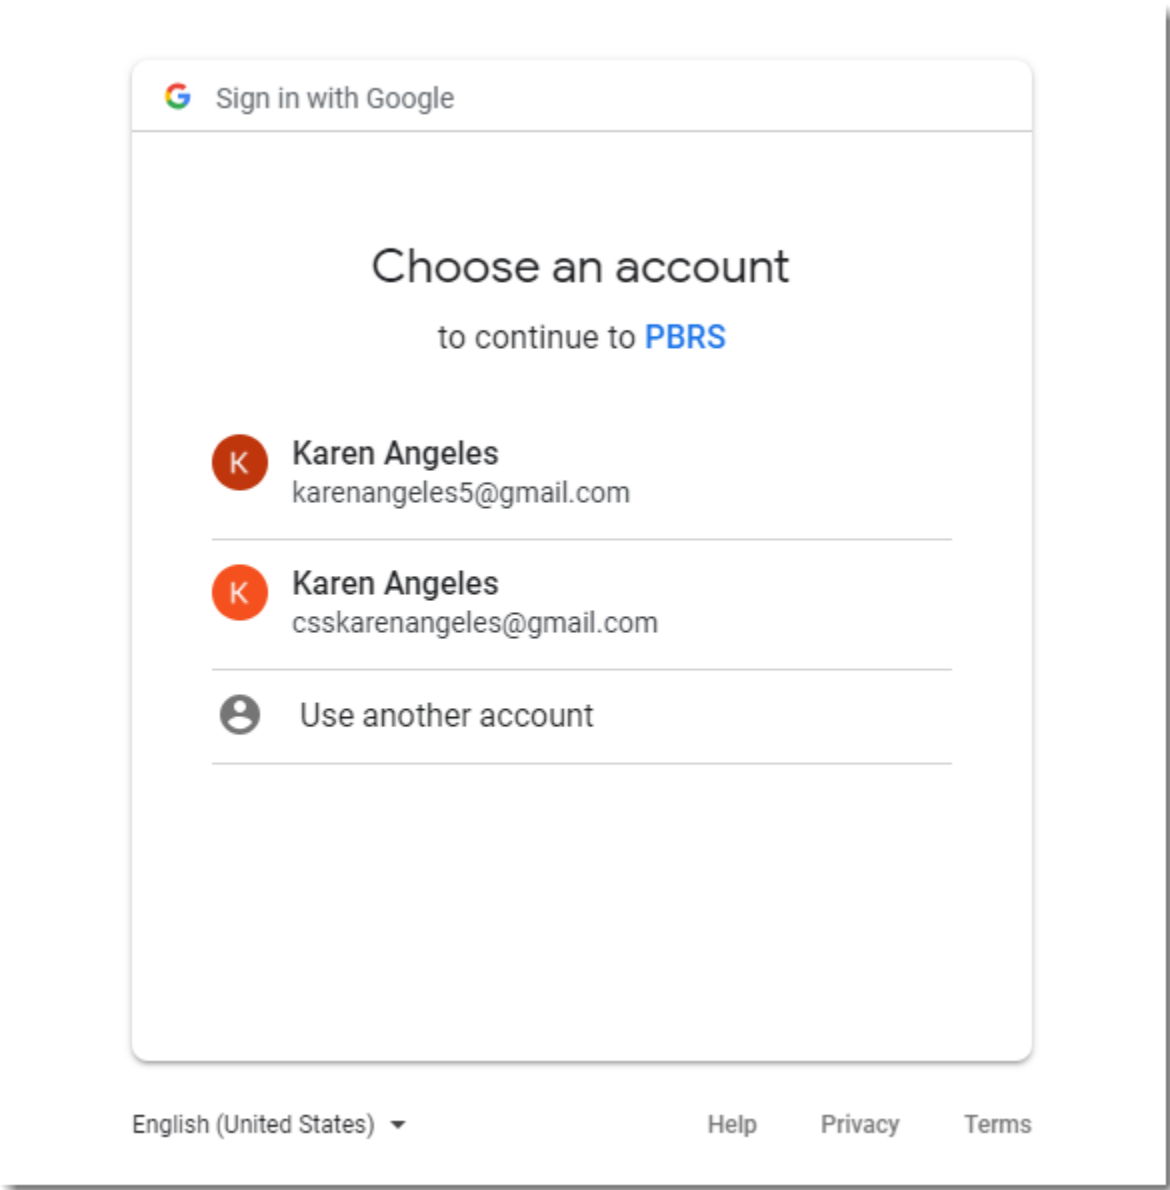 Sign in with Google
Choose an account
to continue to PBRS
K
Karen Angeles
karenangeles5@gmail.com
K
Karen Angeles
csskarenangeles@gmail.com
Use another account
English (United States)
Help Privacy Terms